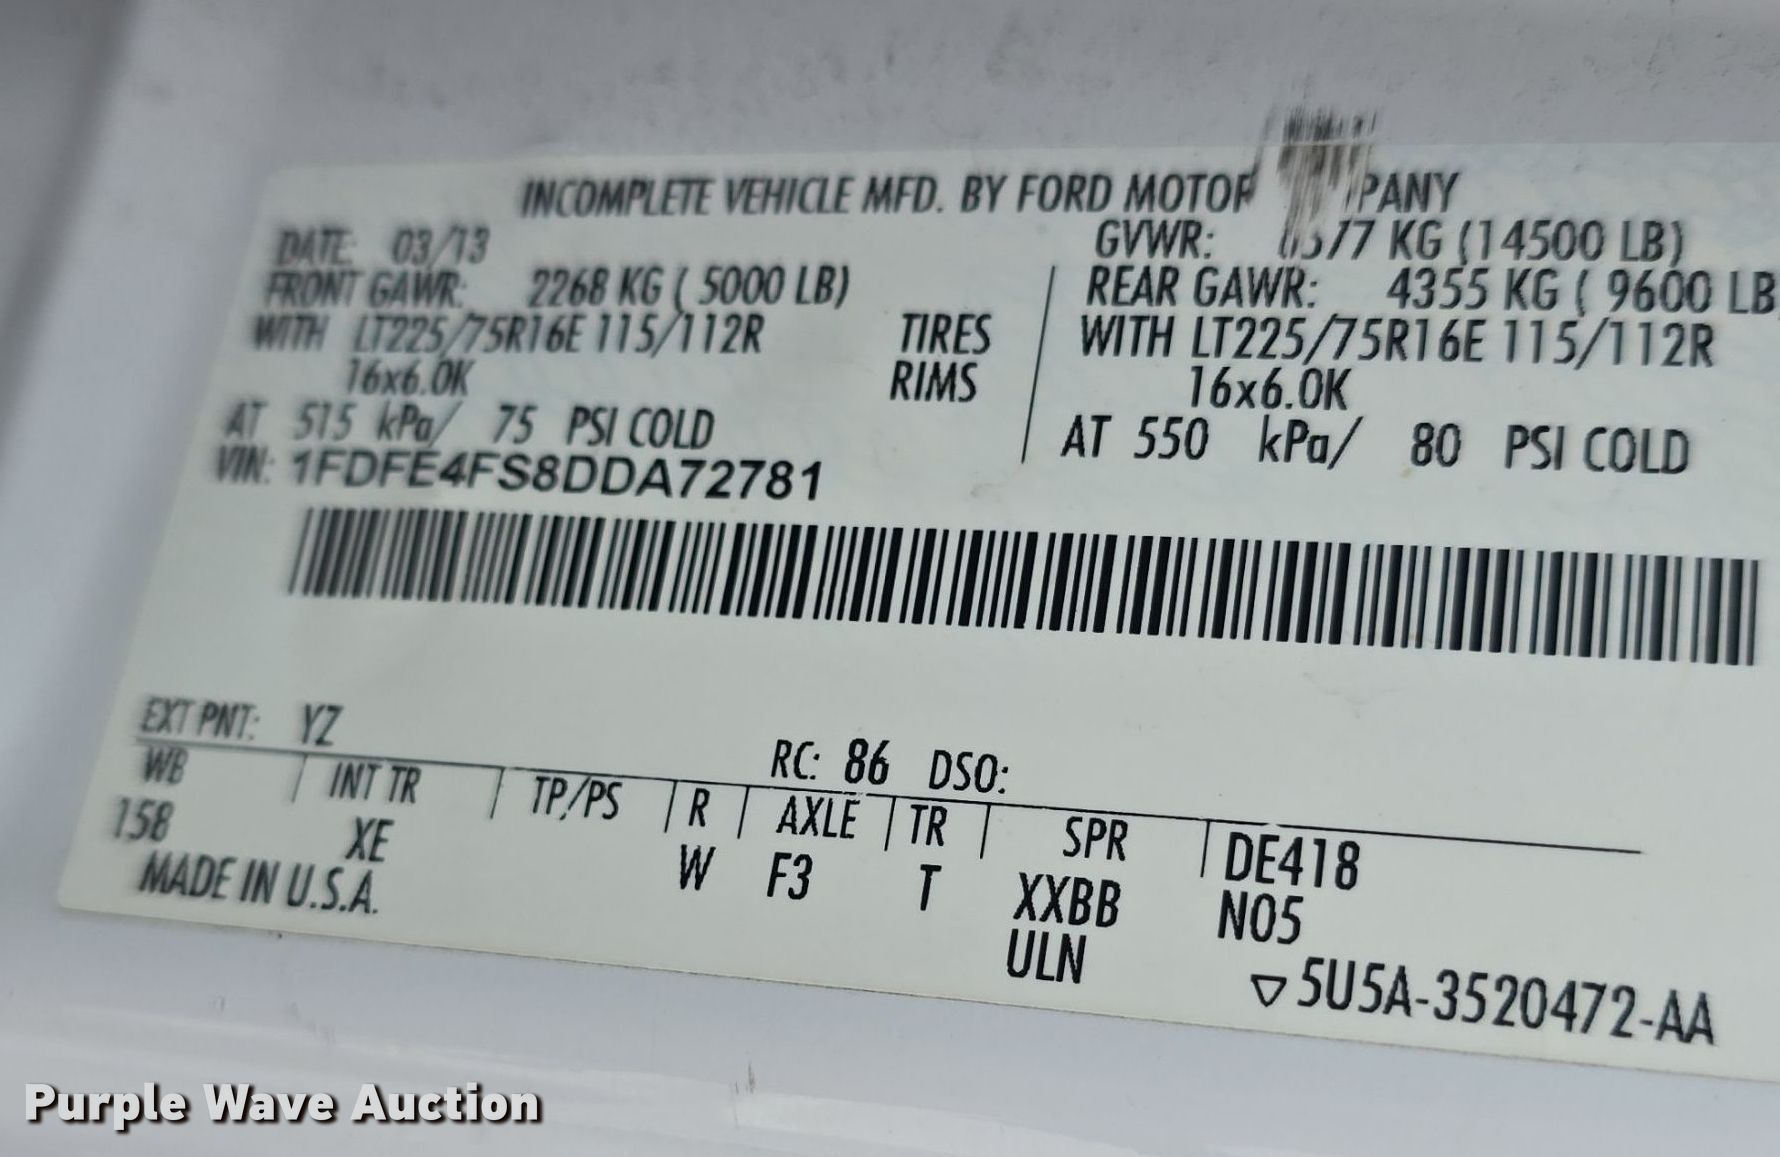 INCOMPLETE VEHICLE MFD. BY FORD MOTOR
DATE: 03/13 GVWR: KG (14500 LB)
FRONT GAWR: 2268 KG ( 5000 LB) REAR GAWR: 4355 KG ( 9600 LB
WITH LT225/75R16E 115/112R TIRES WITH LT225/75R16E 115/112R
16x6.0K RIMS 16x6.0K
AT 515 kPa/ 75 PSI COLD AT 550 kPa/ 80 PSI COLD
VIN: 1FDFE4FS8DDA72781
EXT PNT: YZ RC: 86 DSO:
WB INT TR TP/PS R AXLE TR SPR DE418
158 XE W F3 T XXBB N05
MADE IN U.S.A. ULN
▽ 5U5A-3520472-AA
Purple Wave Auction